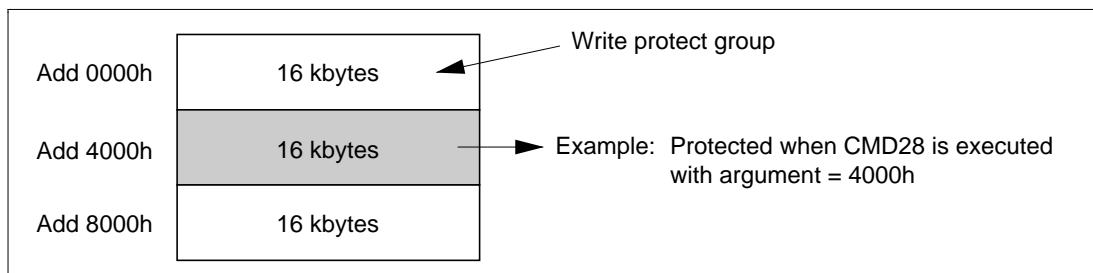 Write protect group
Add 0000h 16 kbytes
Add 4000h 16 kbytes Example: Protected when CMD28 is executed
with argument = 4000h
Add 8000h 16 kbytes